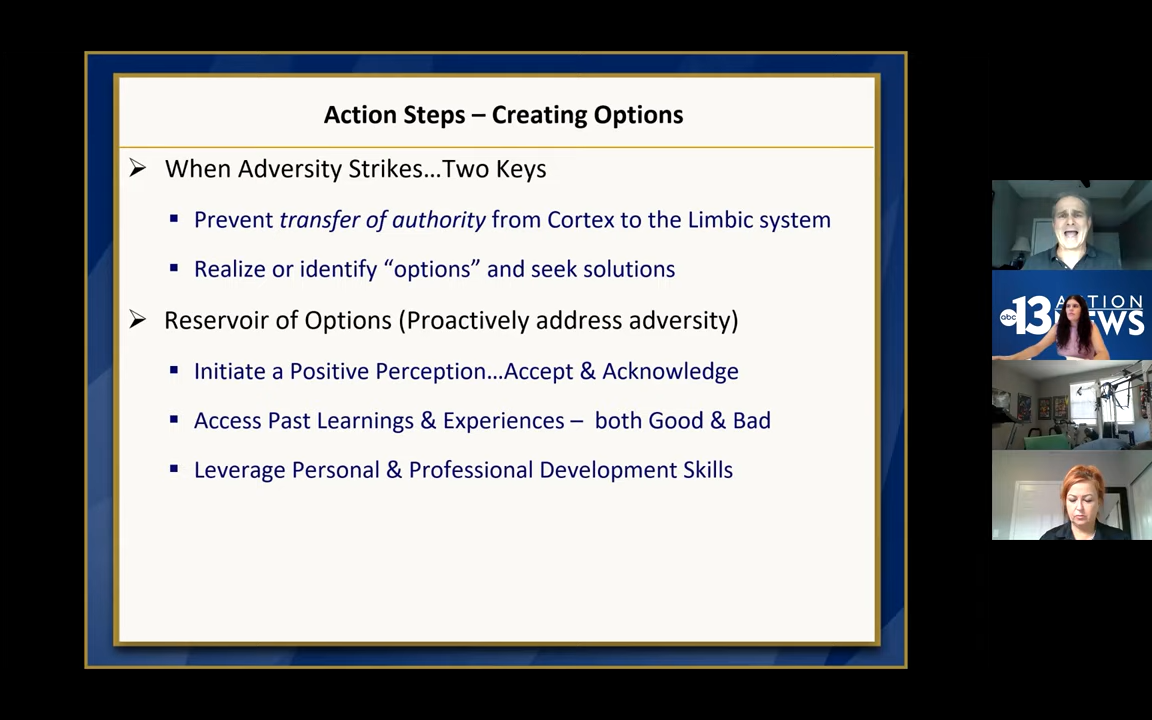 Action Steps – Creating Options
When Adversity Strikes...Two Keys
Prevent transfer of authority from Cortex to the Limbic system
Realize or identify “options” and seek solutions
Reservoir of Options (Proactively address adversity)
Initiate a Positive Perception...Accept & Acknowledge
Access Past Learnings & Experiences – both Good & Bad
Leverage Personal & Professional Development Skills
abc 13 ACTION
NEWS